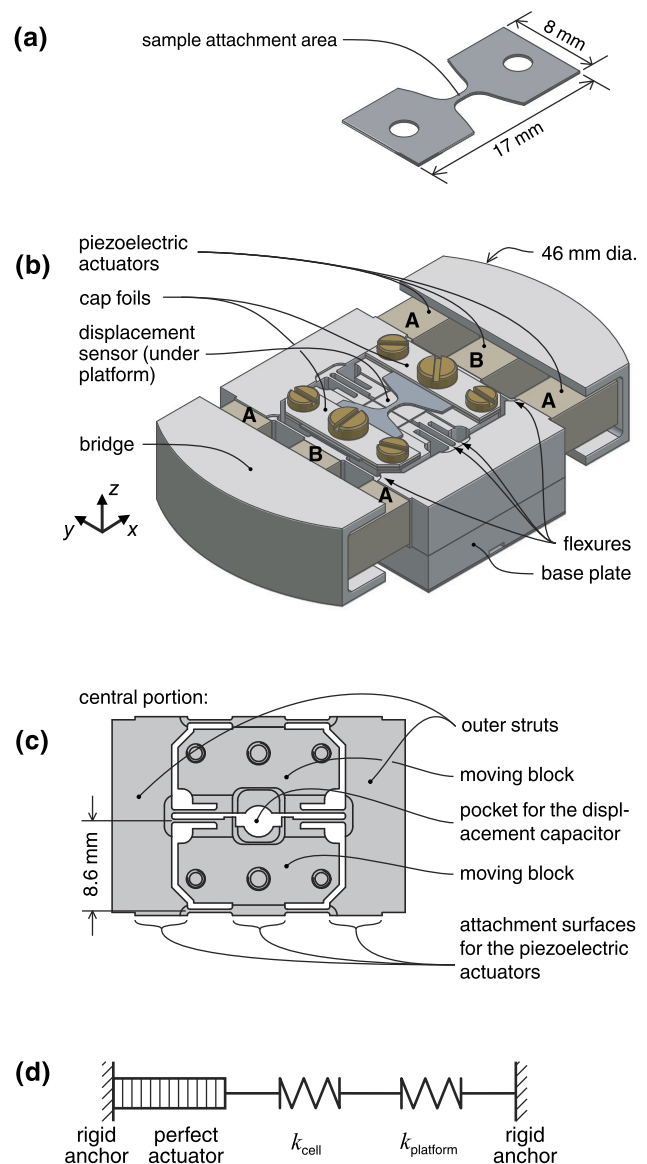 (a)
sample attachment area
8 mm
17 mm
(b)
piezoelectric
actuators
cap foils
displacement
sensor (under
platform)
bridge
46 mm dia.
A
B
A
A
B
A
z
y
x
flexures
base plate
central portion:
(c)
outer struts
moving block
pocket for the displ-
acement capacitor
moving block
8.6 mm
attachment surfaces
for the piezoelectric
actuators
(d)
rigid
anchor
perfect
actuator
kcell
kplatform
rigid
anchor